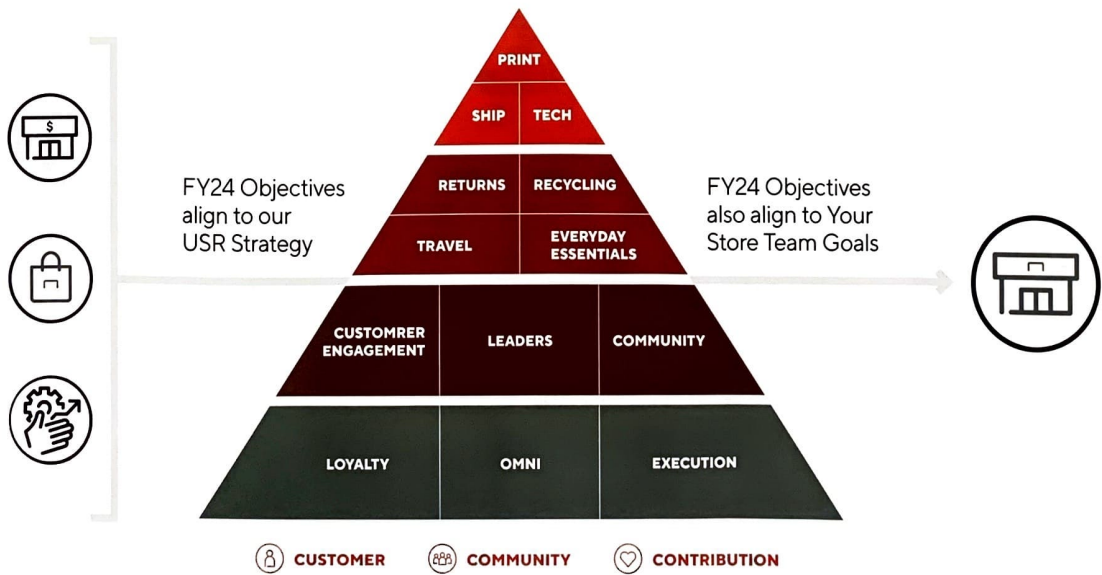 $
PRINT
SHIP
TECH
RETURNS
RECYCLING
TRAVEL
EVERYDAY
ESSENTIALS
FY24 Objectives
align to our
USR Strategy
FY24 Objectives
also align to Your
Store Team Goals
CUSTOMRER
ENGAGEMENT
LEADERS
COMMUNITY
LOYALTY
OMNI
EXECUTION
CUSTOMER
COMMUNITY
CONTRIBUTION